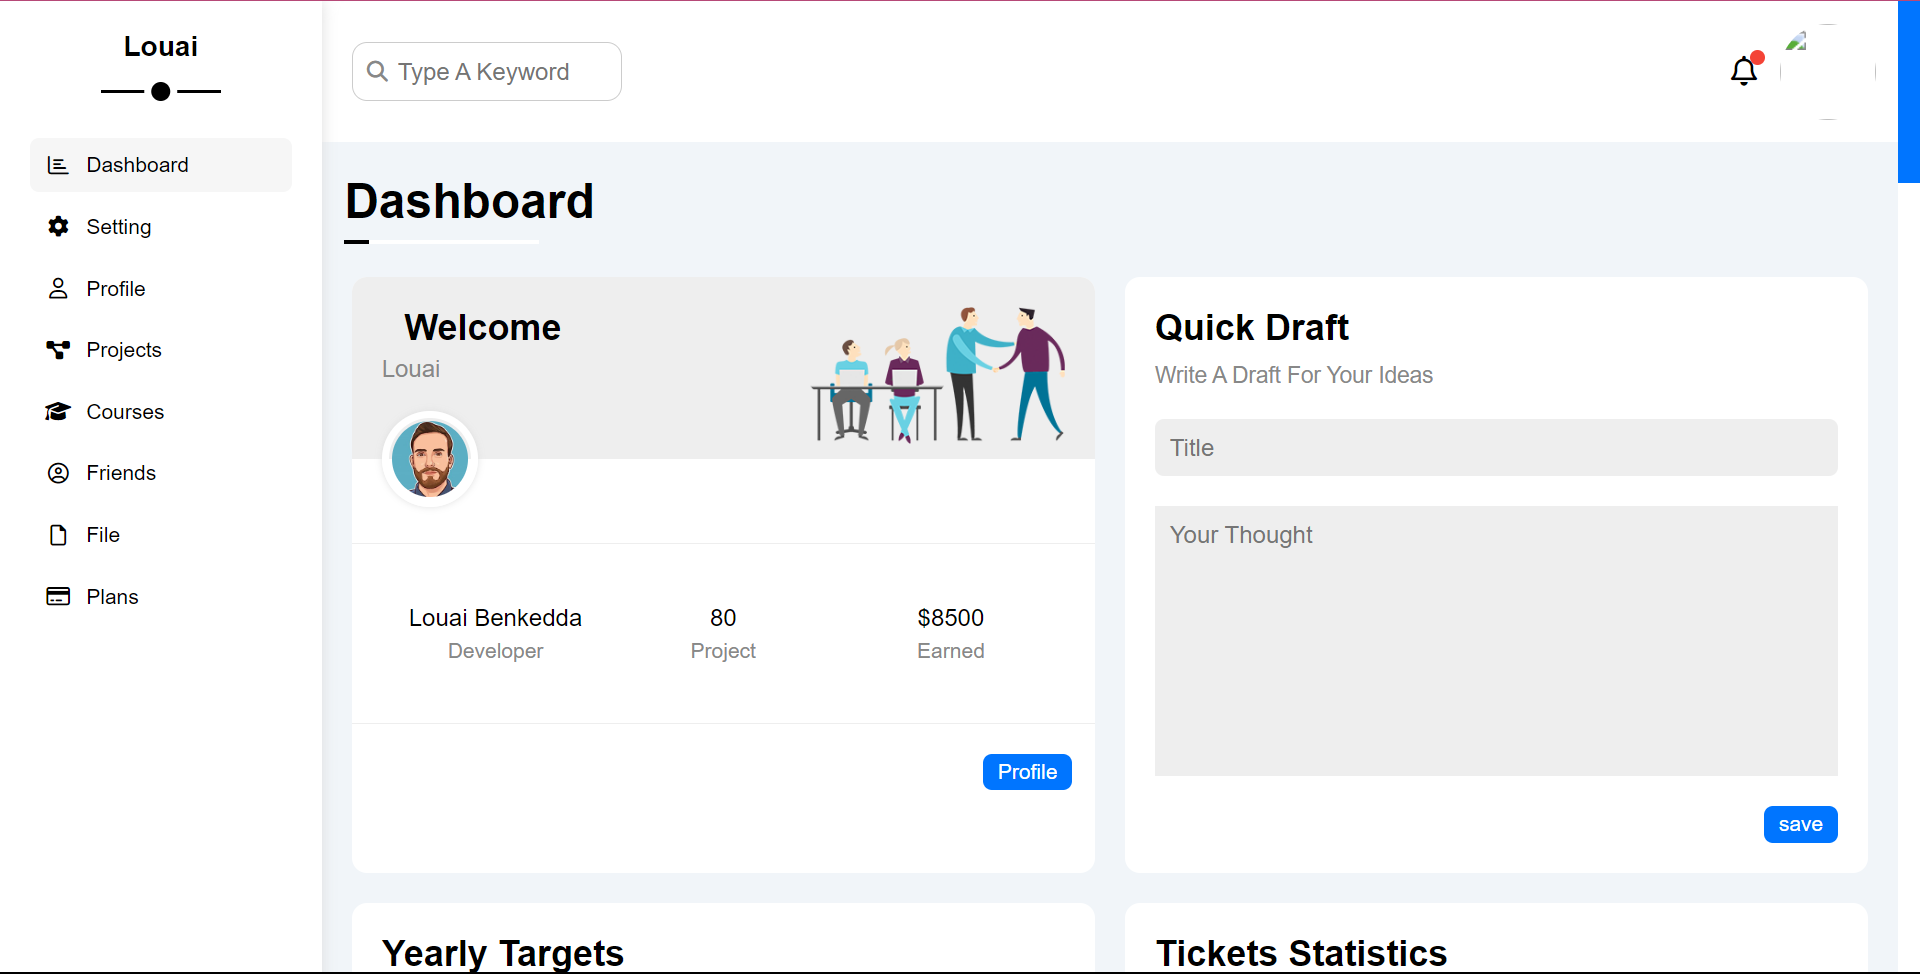 Louai
Dashboard
Setting
Profile
Projects
Courses
Friends
File
Plans
Type A Keyword
Dashboard
Welcome
Louai
Louai Benkedda
Developer
80
Project
$8500
Earned
Profile
Quick Draft
Write A Draft For Your Ideas
Title
Your Thought
save
Yearly Targets
Tickets Statistics